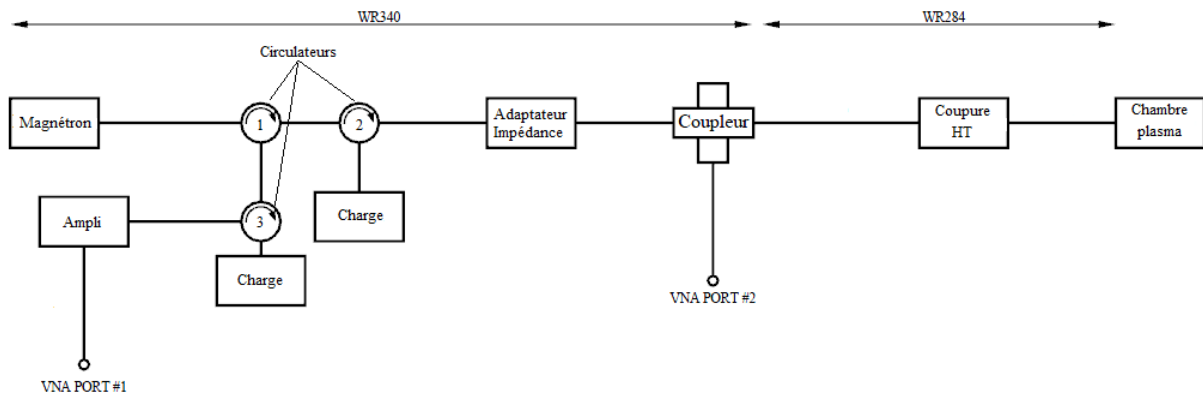 WR340
WR284
Circulateurs
Magnétron
1
2
Adaptateur
Impédance
Coupleur
Coupure
HT
Chambre
plasma
Ampli
3
Charge
Charge
VNA PORT #2
VNA PORT #1